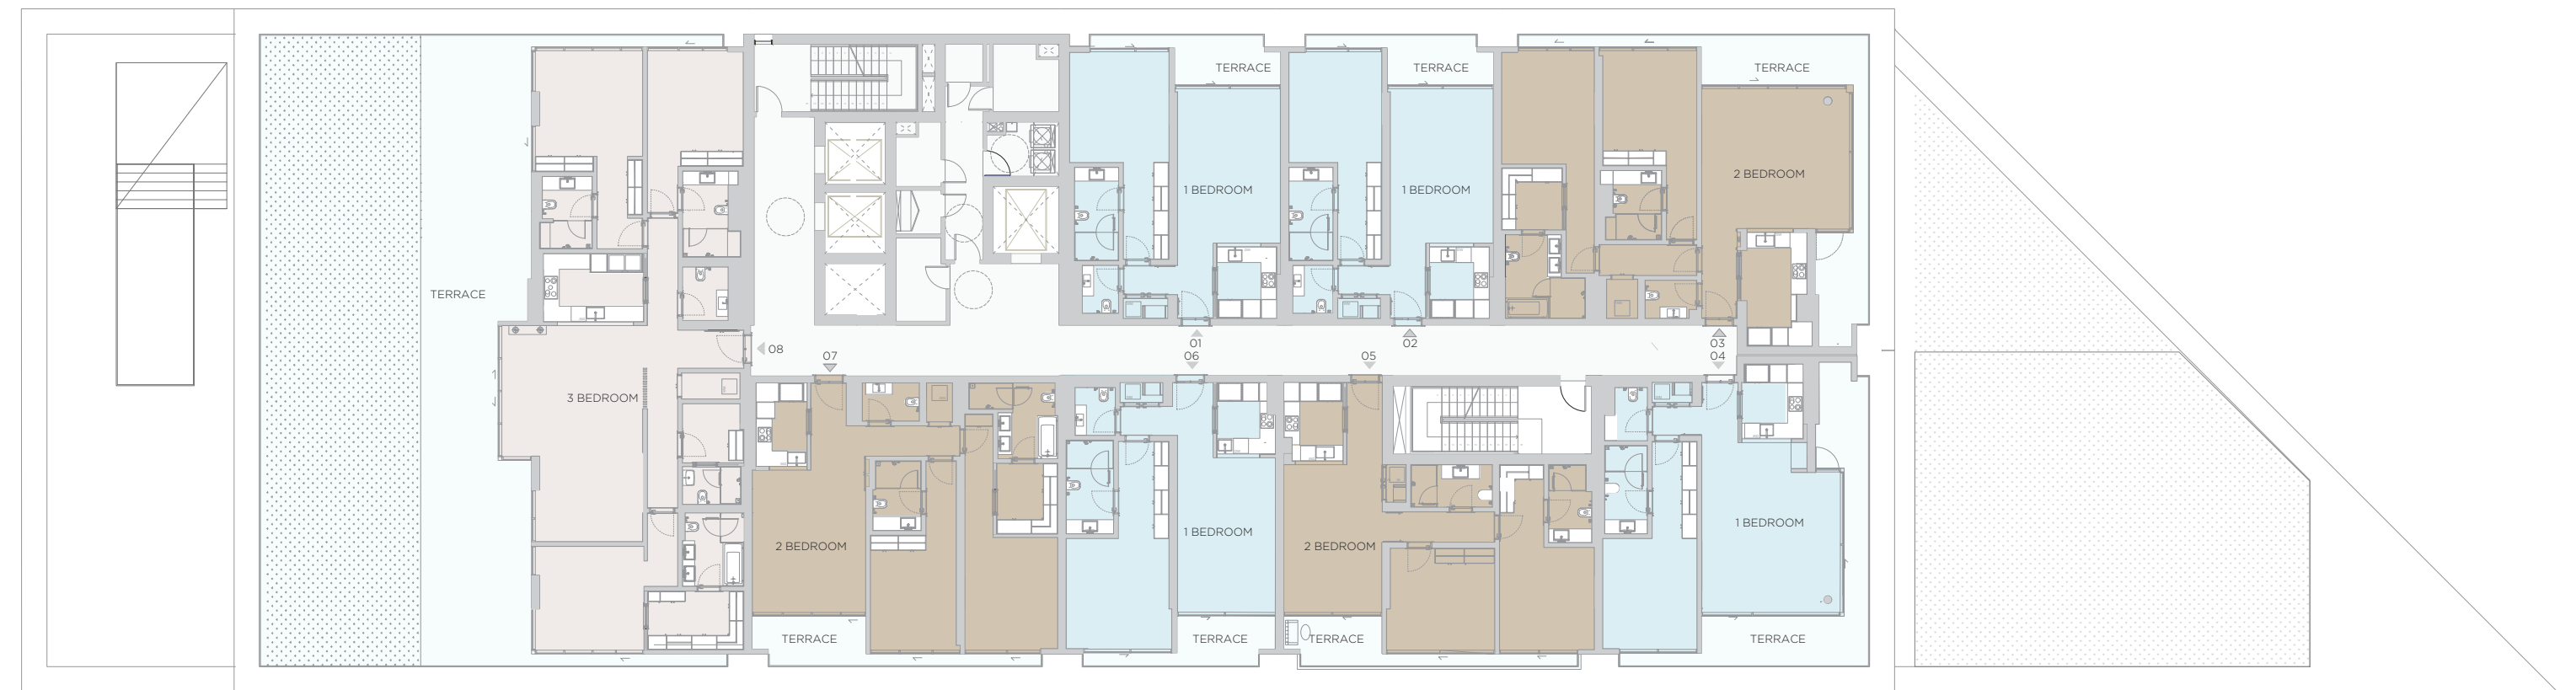 TERRACE
TERRACE
TERRACE
1 BEDROOM
1 BEDROOM
2 BEDROOM
TERRACE
01
02
03
08
07
06
05
04
3 BEDROOM
2 BEDROOM
1 BEDROOM
2 BEDROOM
1 BEDROOM
TERRACE
TERRACE
TERRACE
TERRACE